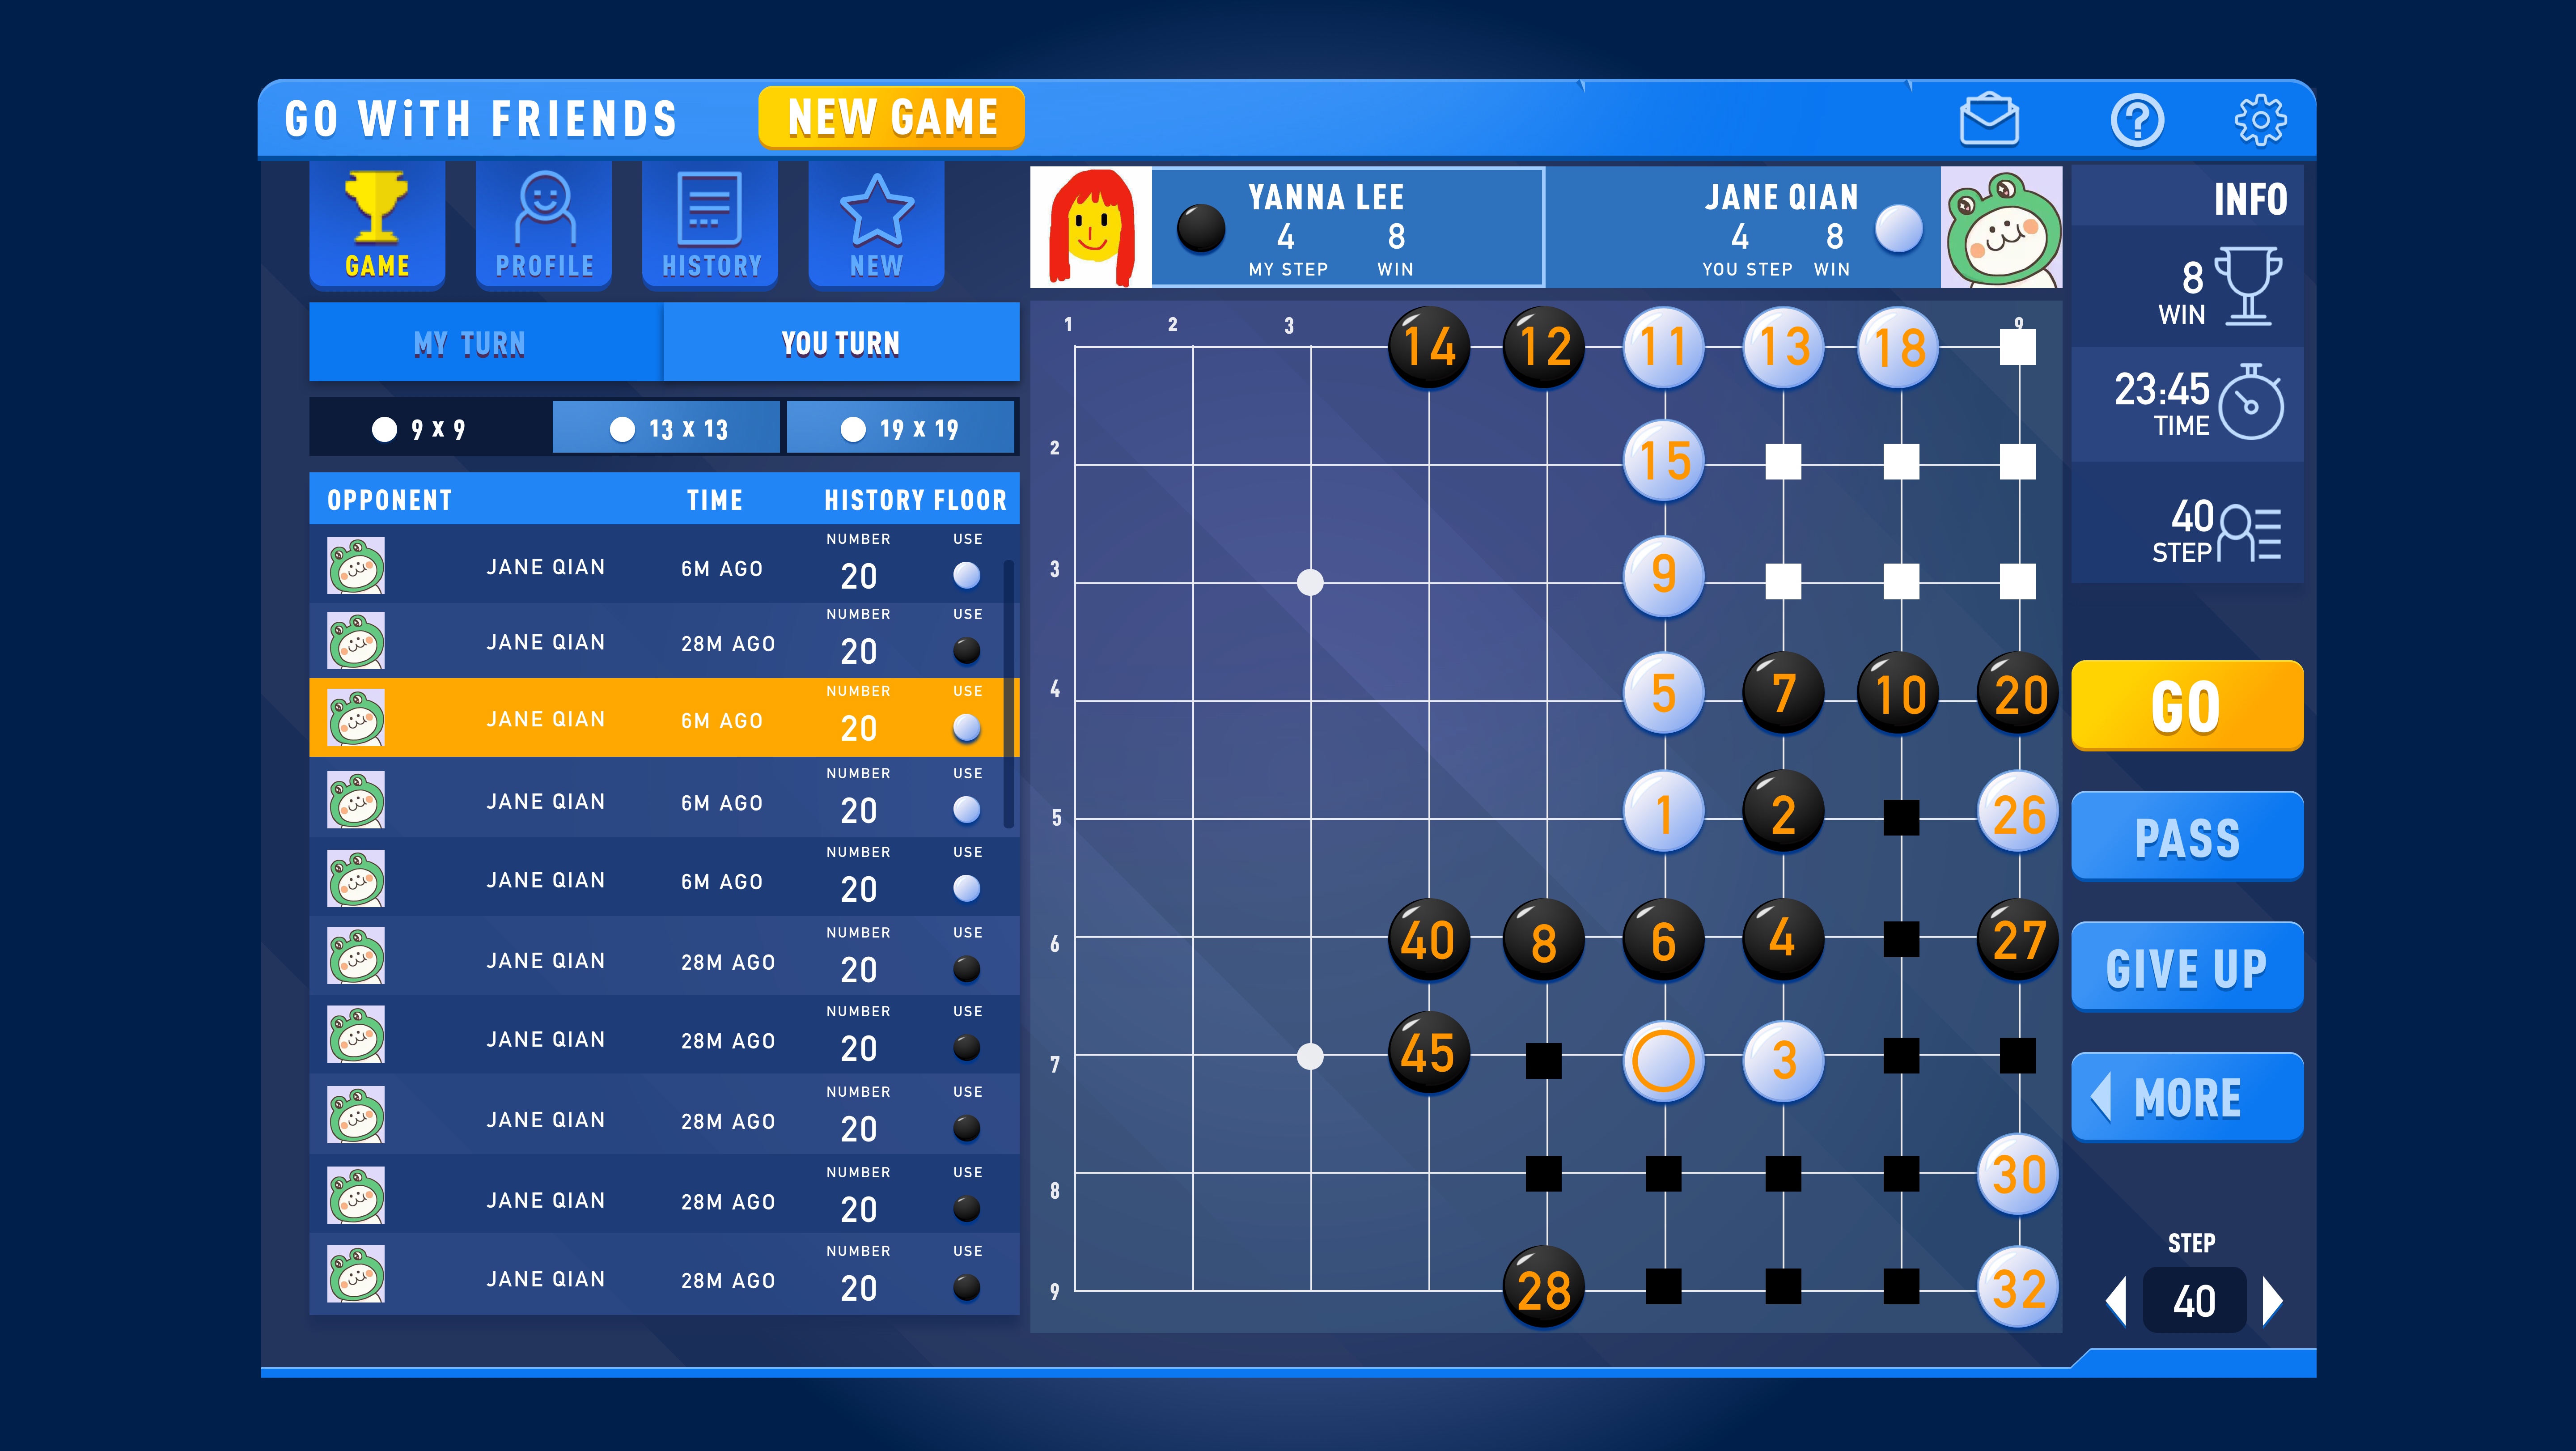 GO WiTH FRIENDS
NEW GAME
GAME
PROFILE
HISTORY
NEW
MY TURN
YOU TURN
9 X 9
13 X 13
19 X 19
OPPONENT TIME HISTORY FLOOR
NUMBER USE
JANE QIAN 6M AGO 20
NUMBER USE
JANE QIAN 28M AGO 20
NUMBER USE
JANE QIAN 6M AGO 20
NUMBER USE
JANE QIAN 6M AGO 20
NUMBER USE
JANE QIAN 6M AGO 20
NUMBER USE
JANE QIAN 28M AGO 20
NUMBER USE
JANE QIAN 28M AGO 20
NUMBER USE
JANE QIAN 28M AGO 20
NUMBER USE
JANE QIAN 28M AGO 20
NUMBER USE
JANE QIAN 28M AGO 20
YANNA LEE
4 8
MY STEP WIN
JANE QIAN
4 8
YOU STEP WIN
1 2 3 9
14 12 11 13 18
2 15
3 9
4 5 7 10 20
5 1 2 26
6 40 8 6 4 27
7 45 3
8 30
9 28 32
INFO
8
WIN
23:45
TIME
40
STEP
GO
PASS
GIVE UP
MORE
STEP
40